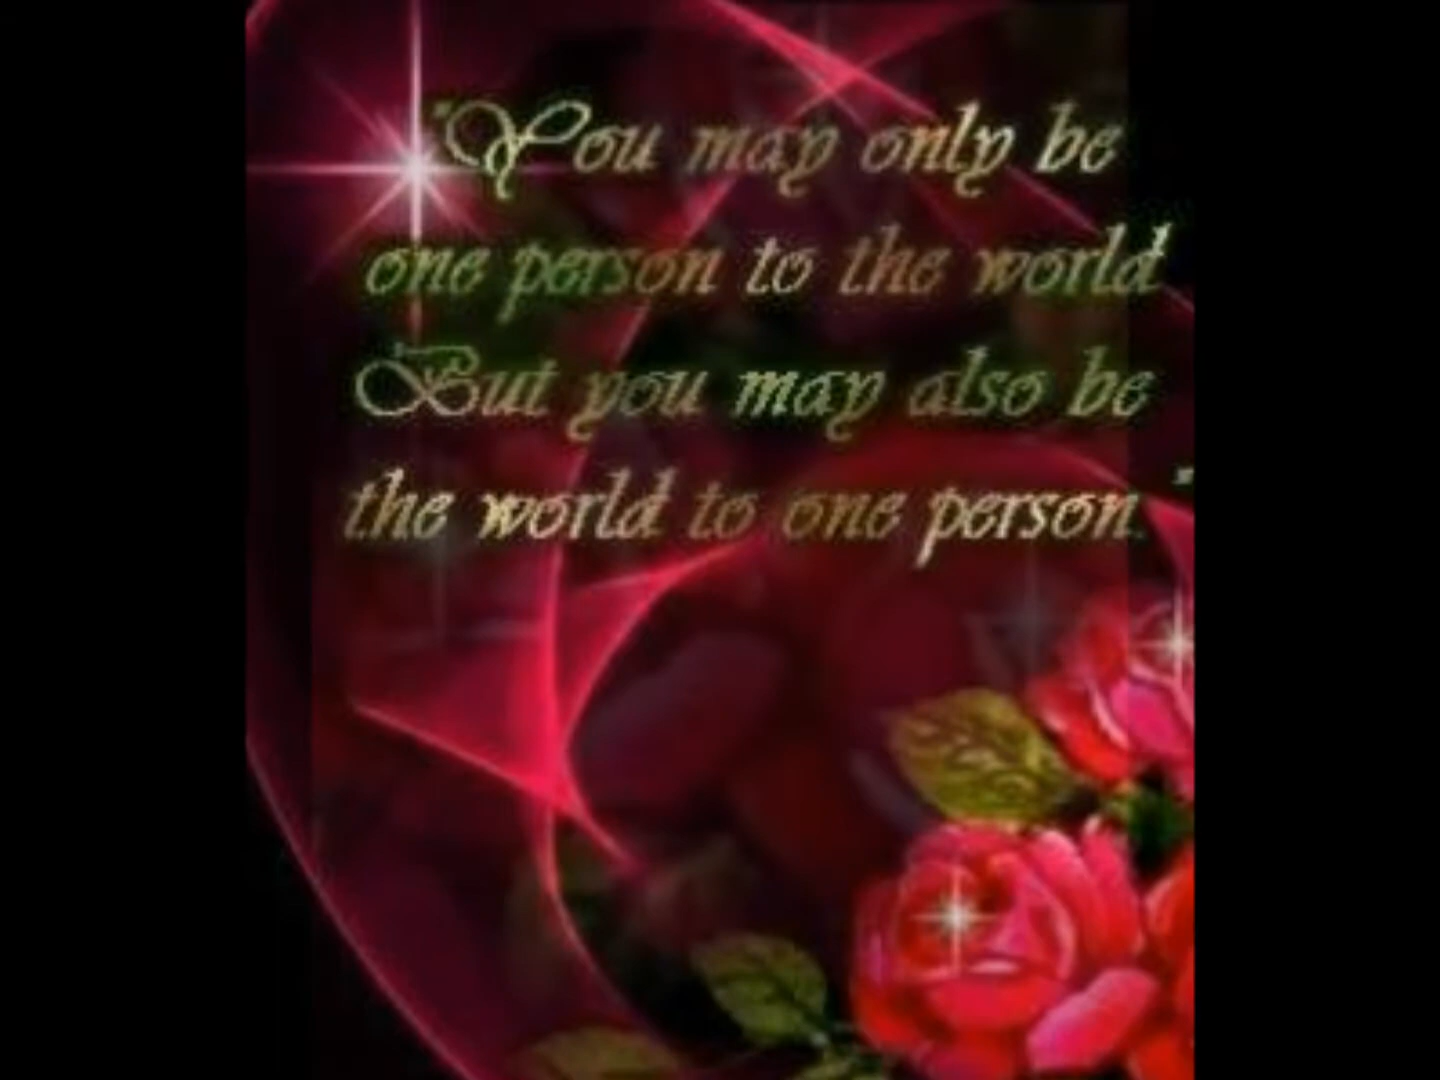 "You may only be
one person to the world
But you may also be
the world to one person."